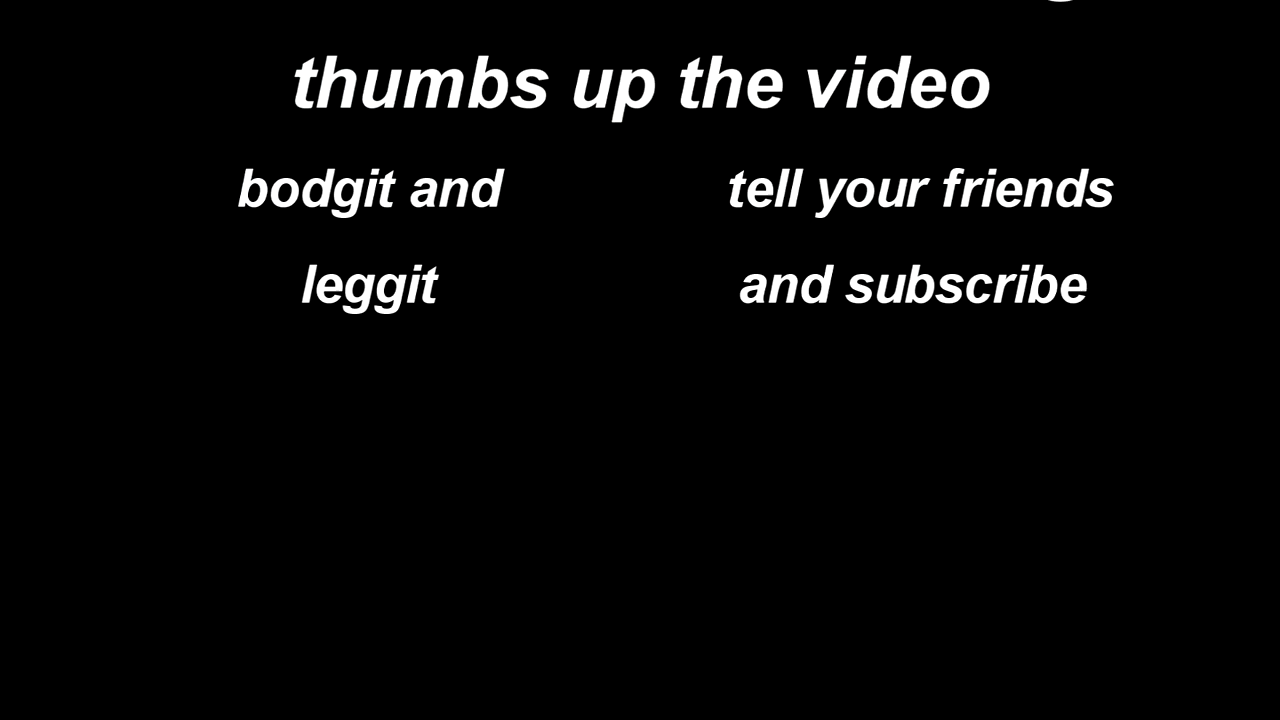 thumbs up the video
bodgit and
leggit
tell your friends
and subscribe